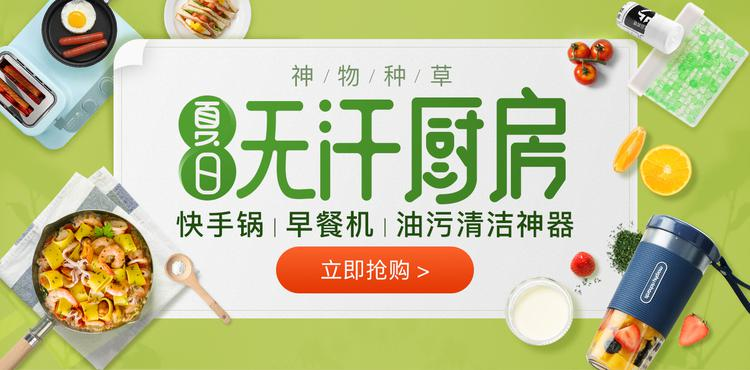 神/物/种/草
夏日无汗厨房
快手锅|早餐机|油污清洁神器
立即抢购 >
morphyrichards